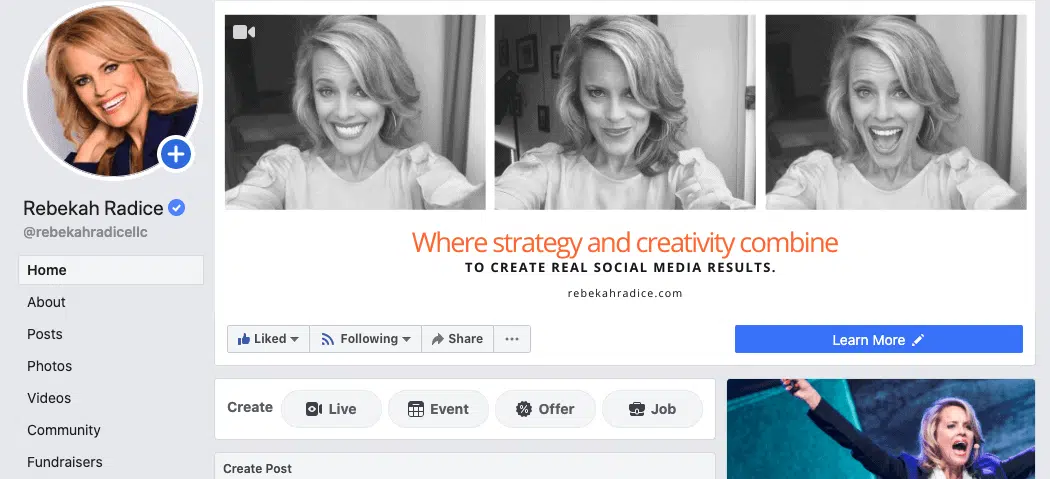 Rebekah Radice
@rebekahradicellc
Home
About
Posts
Photos
Videos
Community
Fundraisers
Where strategy and creativity combine
TO CREATE REAL SOCIAL MEDIA RESULTS.
rebekahradice.com
Liked Following Share ... Learn More
Create Live Event Offer Job
Create Post